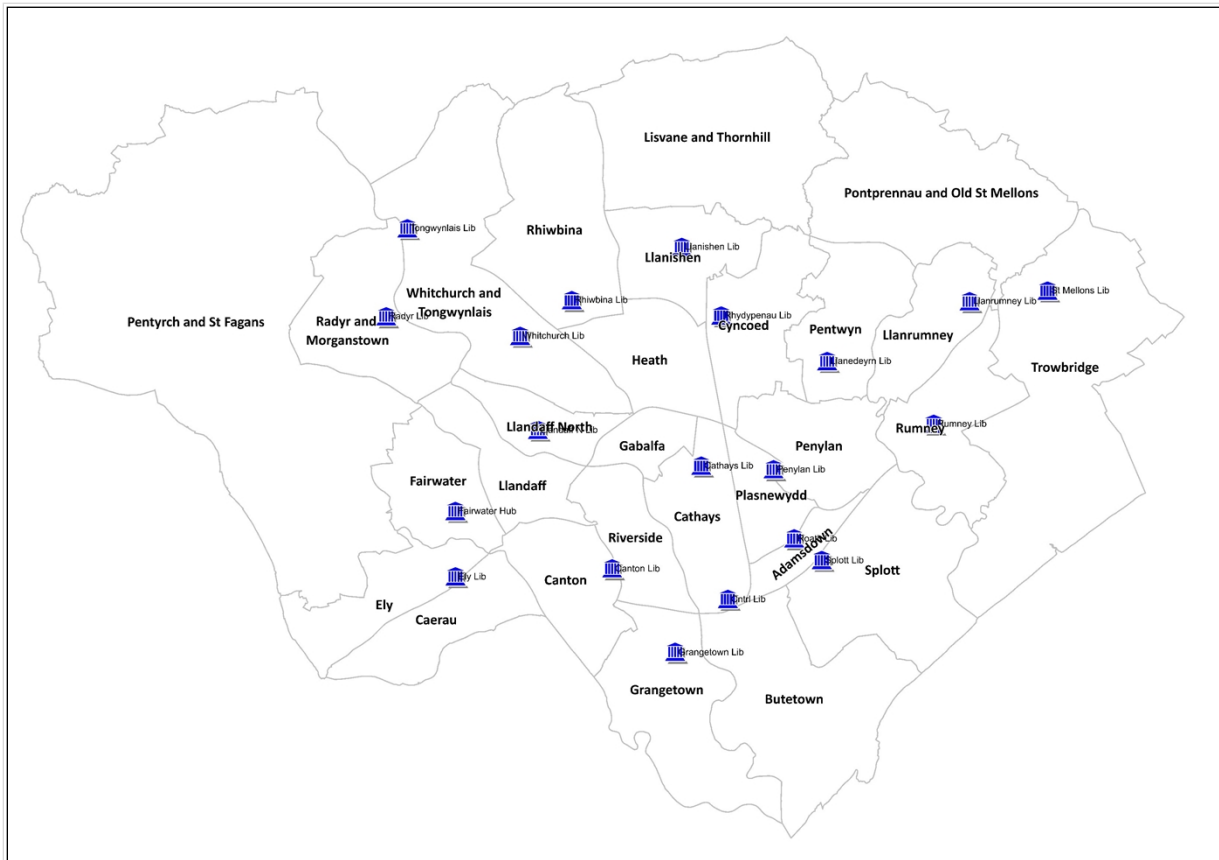 Lisvane and Thornhill
Pontprennau and Old St Mellons
Tongwynlais Lib
Rhiwbina
Llanishen Lib
Llanishen
Whitchurch and
Tongwynlais
Rhiwbina Lib
St Mellons Lib
Llanrumney Lib
Pentyrch and St Fagans
Radyr and
Morganstown
Radyr Lib
Whitchurch Lib
Rhydypenau Lib
Cyncoed
Pentwyn
Llanrumney
Heath
Llanedeyrn Lib
Trowbridge
Llandaff North
Gabalfa
Penylan
Rumney
Rumney Lib
Cathays Lib
Penylan Lib
Fairwater
Llandaff
Plasnewydd
Fairwater Hub
Cathays
Riverside
Roath Lib
Adamsdown
Splott Lib
Splott
Ely Lib
Canton
Canton Lib
Ely
Caerau
Cntrl Lib
Grangetown Lib
Grangetown
Butetown